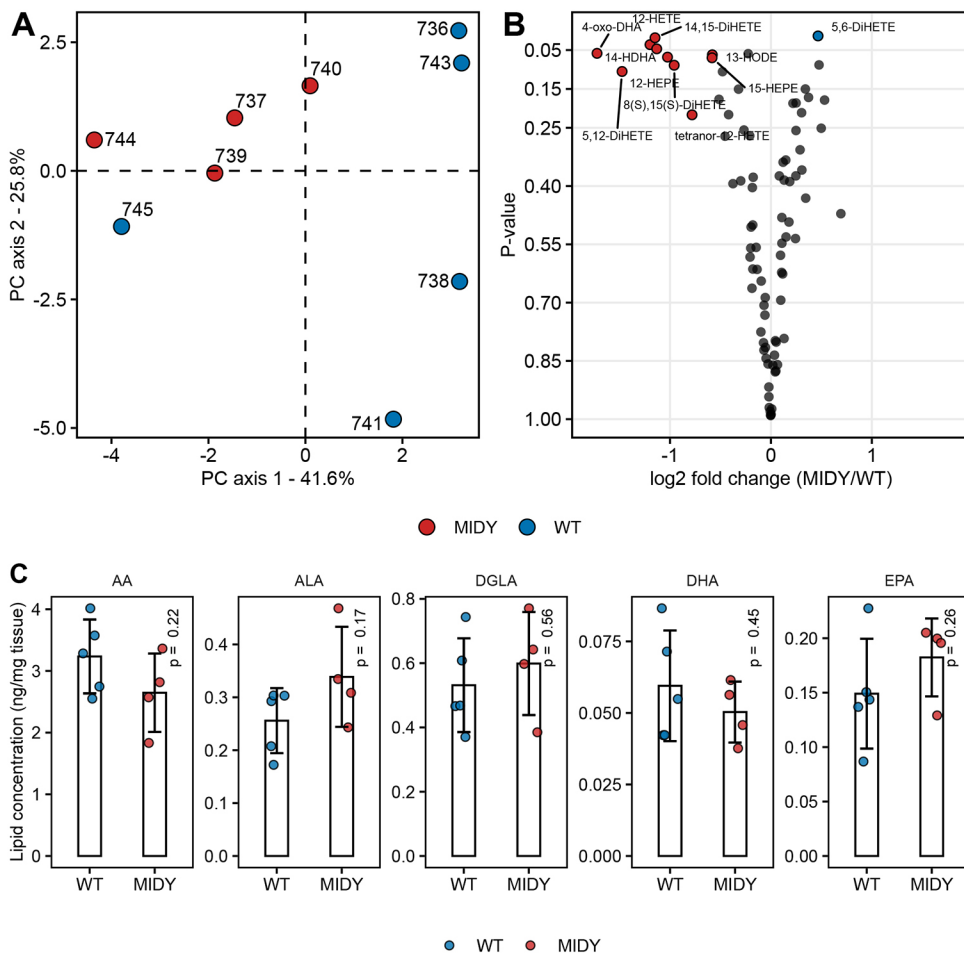 A
2.5
0.0
-2.5
-5.0
PC axis 2 - 25.8%
736
743
740
737
744
739
745
738
741
-4
-2
0
2
PC axis 1 - 41.6%
B
0.05
0.15
0.25
0.40
0.55
0.70
0.85
1.00
P-value
12-HETE
4-oxo-DHA
14,15-DiHETE
5,6-DiHETE
14-HDHA
13-HODE
12-HEPE
15-HEPE
8(S),15(S)-DiHETE
5,12-DiHETE
tetranor-12-HETE
-1
0
1
log2 fold change (MIDY/WT)
MIDY
WT
C
Lipid concentration (ng/mg tissue)
AA
4
3
2
1
0
p = 0.22
WT
MIDY
ALA
0.4
0.3
0.2
0.1
0.0
p = 0.17
WT
MIDY
DGLA
0.8
0.6
0.4
0.2
0.0
p = 0.56
WT
MIDY
DHA
0.075
0.050
0.025
0.000
p = 0.45
WT
MIDY
EPA
0.20
0.15
0.10
0.05
0.00
p = 0.26
WT
MIDY
WT
MIDY